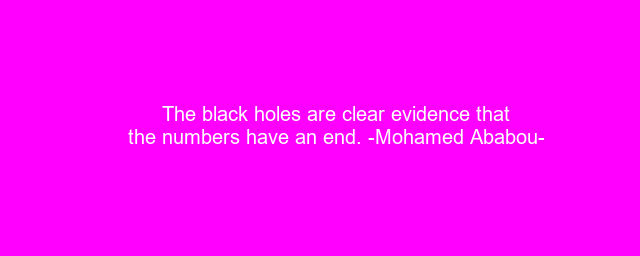 The black holes are clear evidence that
the numbers have an end. -Mohamed Ababou-